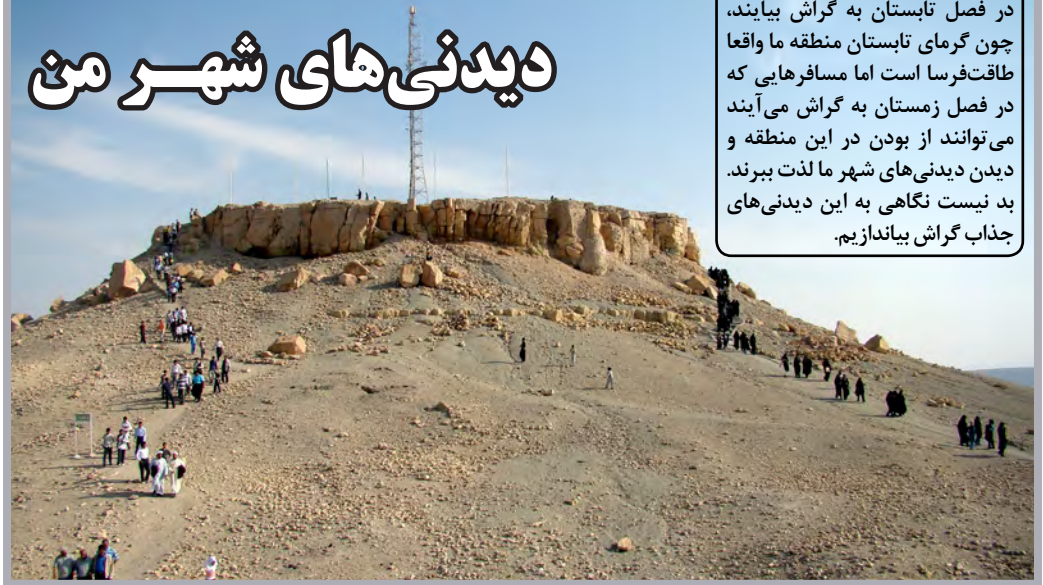 دیدنی‌های شهر من
در فصل تابستان به گراش بیایند،
چون گرمای تابستان منطقه ما واقعا
طاقت‌فرسا است اما مسافرهایی که
در فصل زمستان به گراش می‌آیند
می‌توانند از بودن در این منطقه و
دیدن دیدنی‌های شهر ما لذت ببرند.
بد نیست نگاهی به این دیدنی‌های
جذاب گراش بیاندازیم.